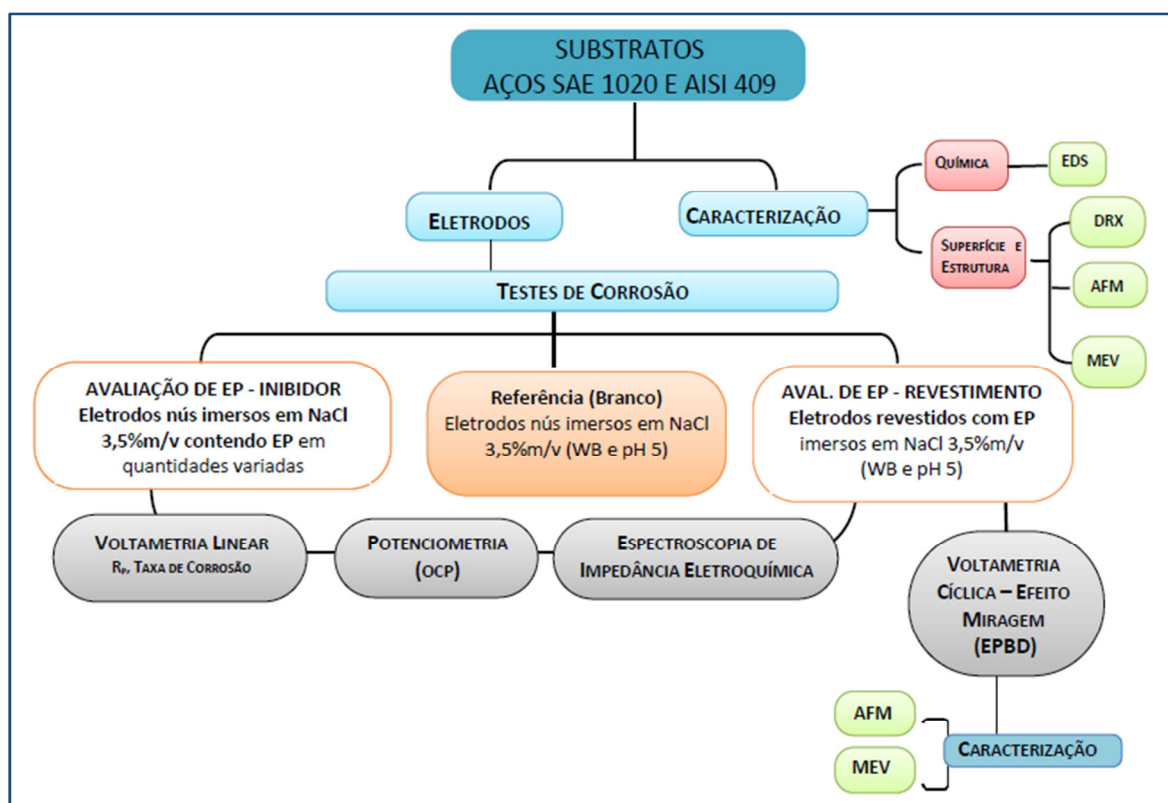 SUBSTRATOS
AÇOS SAE 1020 E AISI 409
QUÍMICA
EDS
ELETRODOS
CARACTERIZAÇÃO
SUPERFÍCIE E
ESTRUTURA
DRX
AFM
MEV
TESTES DE CORROSÃO
AVALIAÇÃO DE EP - INIBIDOR
Eletrodos nús imersos em NaCl
3,5%m/v contendo EP em
quantidades variadas
Referência (Branco)
Eletrodos nús imersos em NaCl
3,5%m/v (WB e pH 5)
AVAL. DE EP - REVESTIMENTO
Eletrodos revestidos com EP
imersos em NaCl 3,5%m/v
(WB e pH 5)
VOLTAMETRIA LINEAR
RP, TAXA DE CORROSÃO
POTENCIOMETRIA
(OCP)
ESPECTROSCOPIA DE
IMPEDÂNCIA ELETROQUÍMICA
VOLTAMETRIA
CÍCLICA – EFEITO
MIRAGEM
(EPBD)
AFM
MEV
CARACTERIZAÇÃO